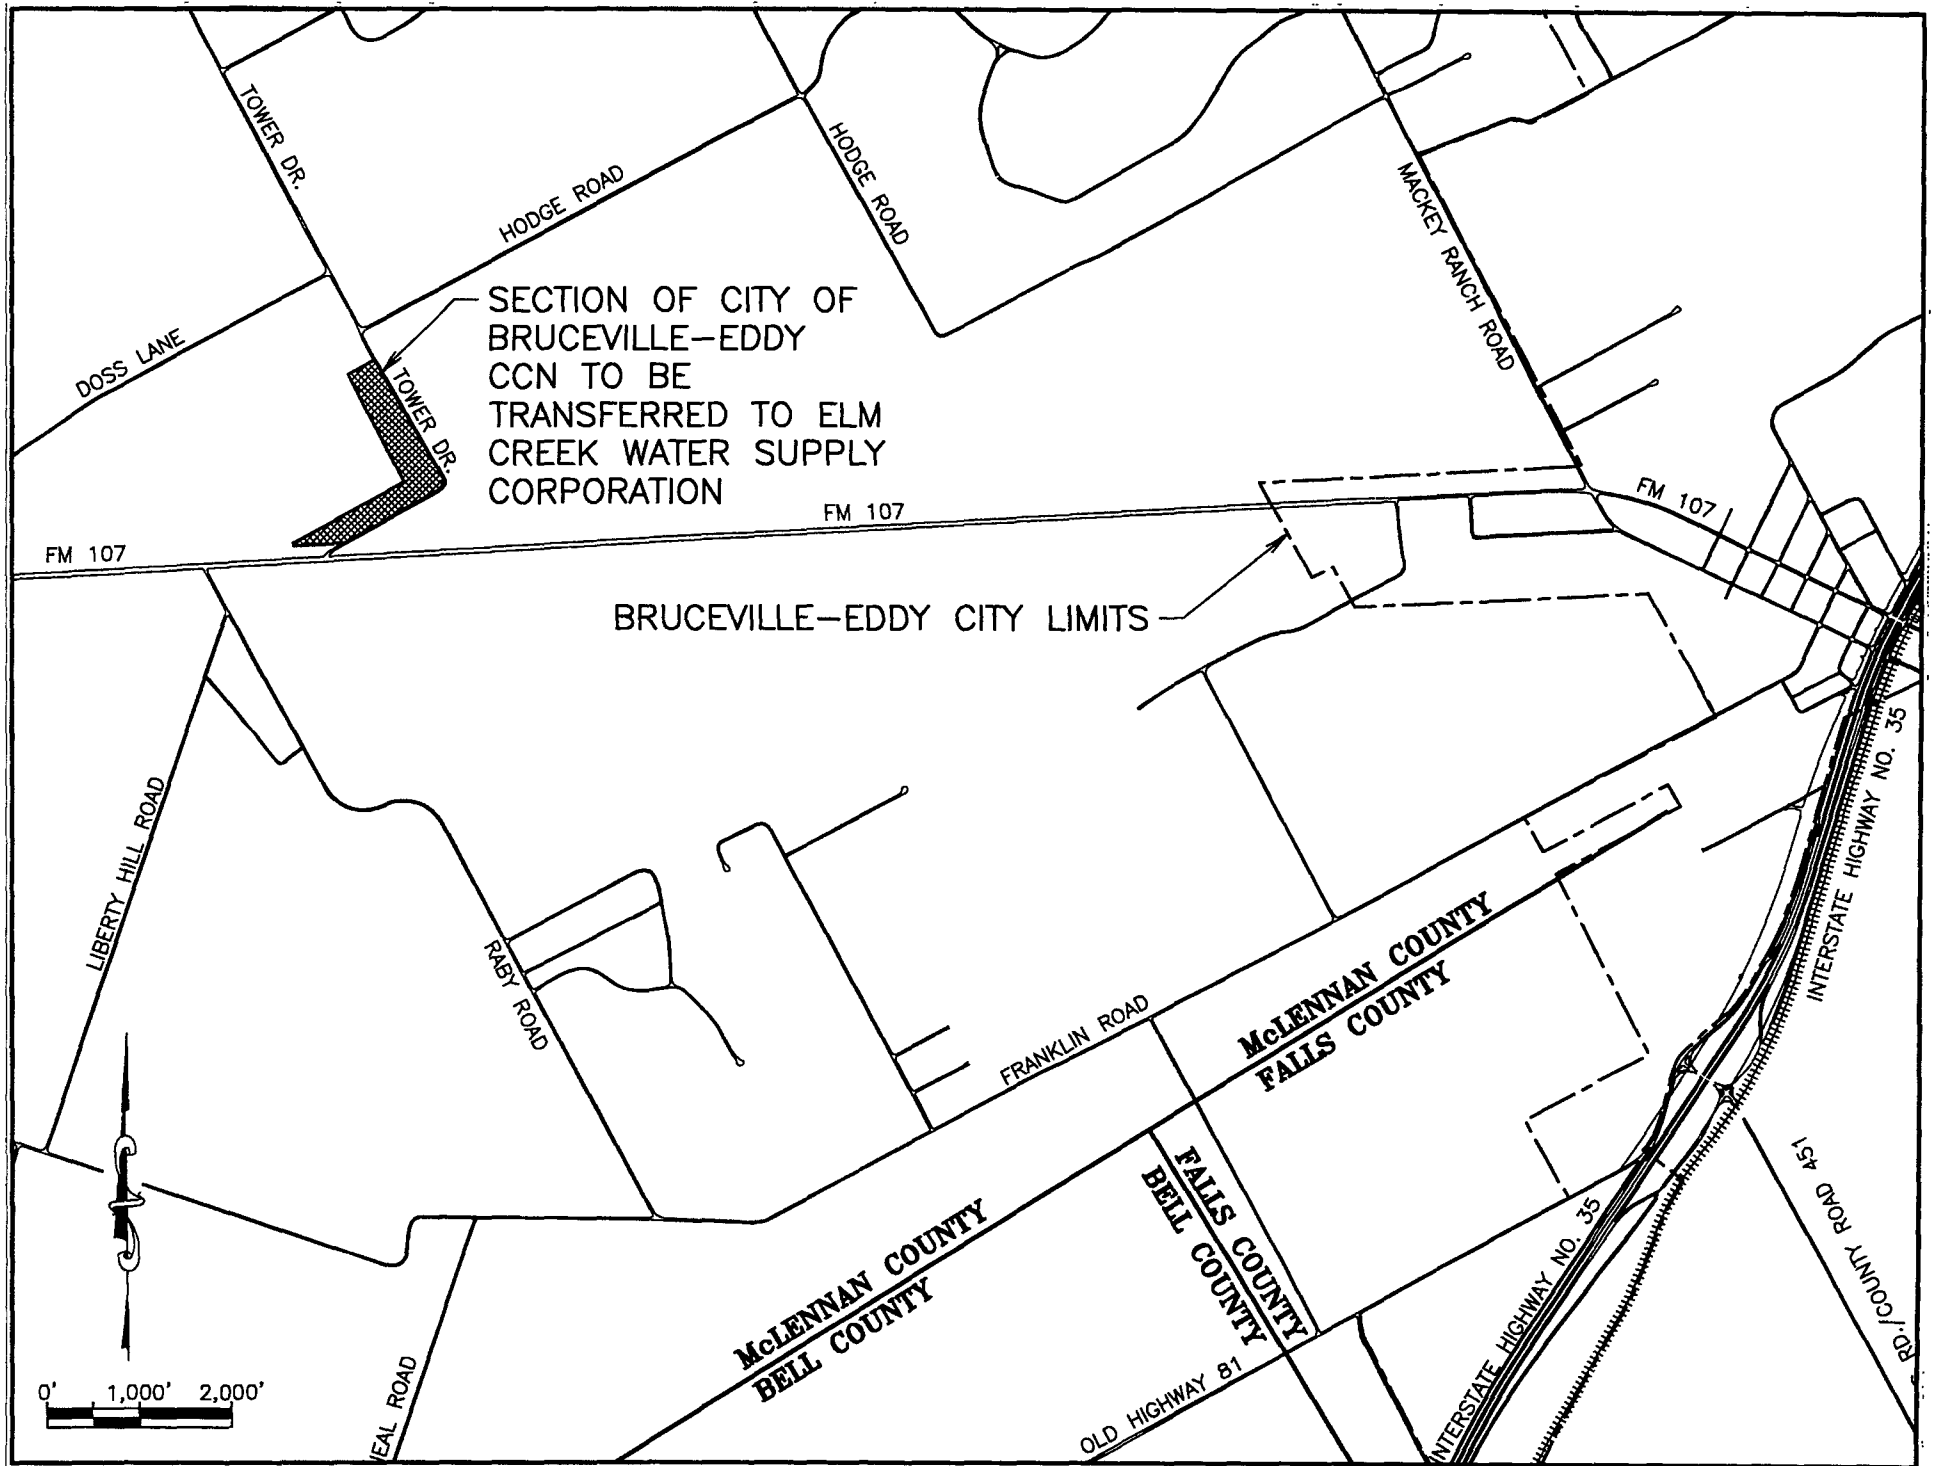 TOWER DR.
HODGE ROAD
HODGE ROAD
MACKEY RANCH ROAD
DOSS LANE
SECTION OF CITY OF
BRUCEVILLE-EDDY
CCN TO BE
TRANSFERRED TO ELM
CREEK WATER SUPPLY
CORPORATION
TOWER DR.
FM 107
FM 107
FM 107
BRUCEVILLE-EDDY CITY LIMITS
INTERSTATE HIGHWAY NO. 35
LIBERTY HILL ROAD
RABY ROAD
FRANKLIN ROAD
McLENNAN COUNTY
FALLS COUNTY
FALLS COUNTY
BELL COUNTY
McLENNAN COUNTY
BELL COUNTY
OLD HIGHWAY 81
INTERSTATE HIGHWAY NO. 35
RD./COUNTY ROAD 451
0' 1,000' 2,000'